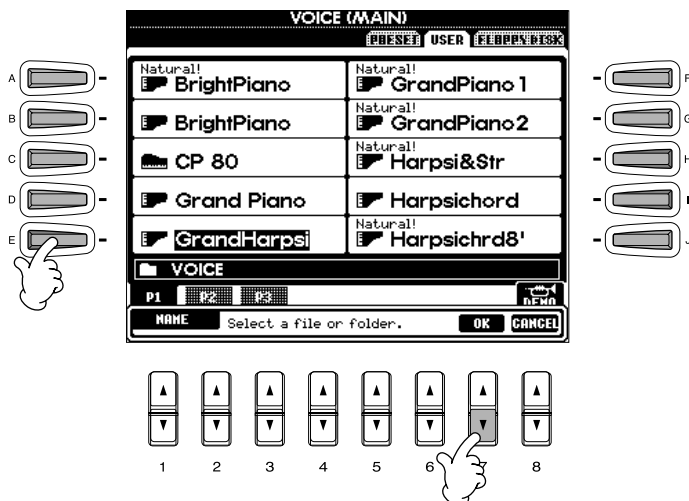 VOICE (MAIN)
PRESET USER FLOPPY DISK
A
Natural!
BrightPiano
Natural!
GrandPiano 1
F
B
BrightPiano
Natural!
GrandPiano 2
G
C
CP 80
Natural!
Harpsi&Str
H
D
Grand Piano
Harpsichord
I
E
GrandHarpsi
Natural!
Harpsichrd8'
J
VOICE
P1 P2 P3
DEMO
NAME Select a file or folder. OK CANCEL
1 2 3 4 5 6 8